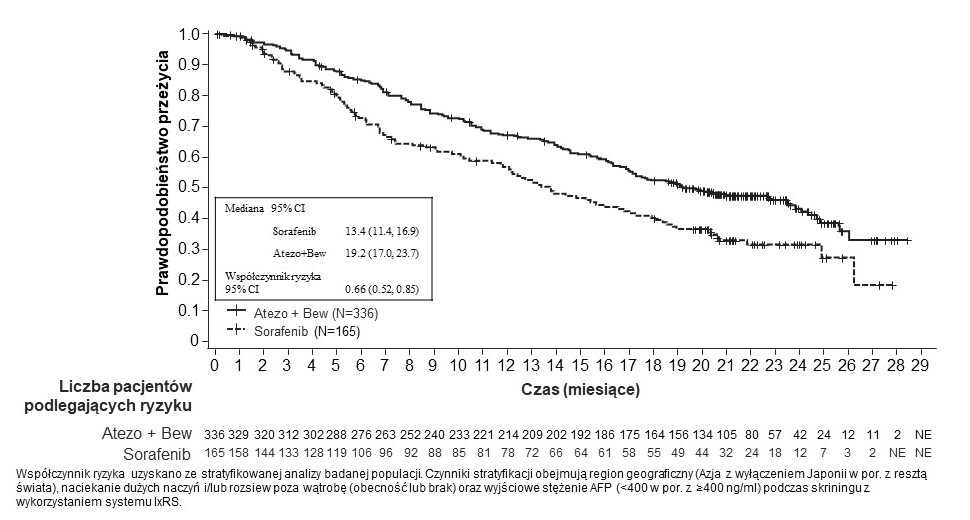 Prawdopodobieństwo przeżycia
1.0
0.9
0.8
0.7
0.6
0.5
0.4
0.3
0.2
0.1
0
Mediana 95% CI
Sorafenib 13.4 (11.4, 16.9)
Atezo+Bew 19.2 (17.0, 23.7)
Współczynnik ryzyka
95% CI 0.66 (0.52, 0.85)
Atezo + Bew (N=336)
Sorafenib (N=165)
0 1 2 3 4 5 6 7 8 9 10 11 12 13 14 15 16 17 18 19 20 21 22 23 24 25 26 27 28 29
Czas (miesiące)
Liczba pacjentów
podlegających ryzyku
Atezo + Bew 336 329 320 312 302 288 276 263 252 240 233 221 214 209 202 192 186 175 164 156 134 105 80 57 42 24 12 11 2 NE
Sorafenib 165 158 144 133 128 119 106 96 92 88 85 81 78 72 66 64 61 58 55 49 44 32 24 18 12 7 3 2 NE NE
Współczynnik ryzyka uzyskano ze stratyfikowanej analizy badanej populacji. Czynniki stratyfikacji obejmują region geograficzny (Azja z wyłączeniem Japonii w por. z resztą
świata), naciekanie dużych naczyń i/lub rozsiew poza wątrobę (obecność lub brak) oraz wyjściowe stężenie AFP (<400 w por. z ≥400 ng/ml) podczas skriningu z
wykorzystaniem systemu IxRS.